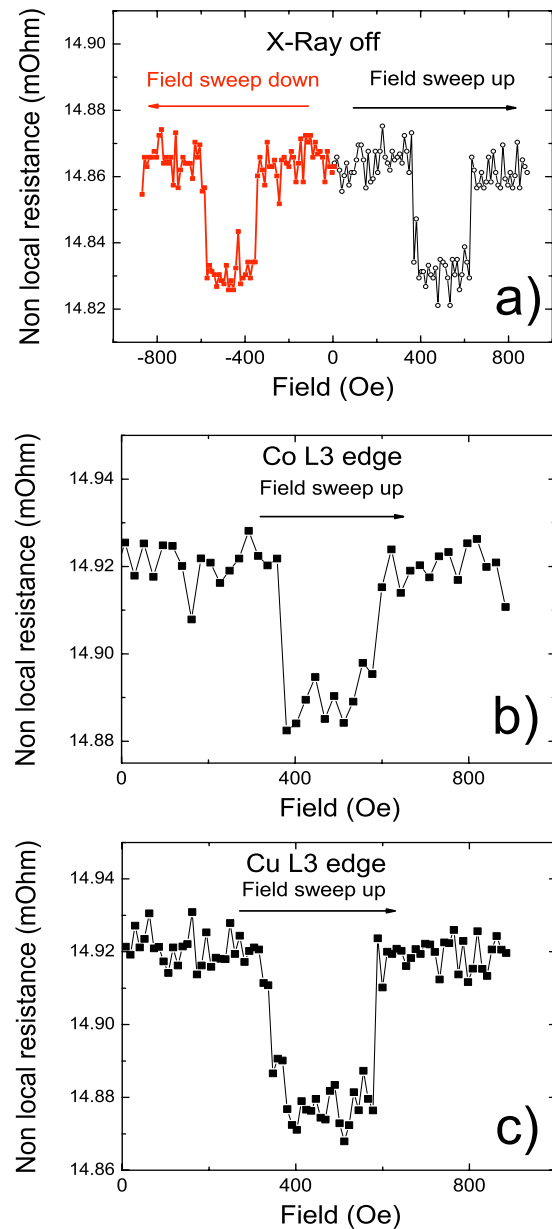 X-Ray off
Field sweep down
Field sweep up
Non local resistance (mOhm)
14.90
14.88
14.86
14.84
14.82
-800
-400
0
400
800
Field (Oe)
a)
Co L3 edge
Field sweep up
Non local resistance (mOhm)
14.94
14.92
14.90
14.88
0
400
800
Field (Oe)
b)
Cu L3 edge
Field sweep up
Non local resistance (mOhm)
14.94
14.92
14.90
14.88
14.86
0
400
800
Field (Oe)
c)